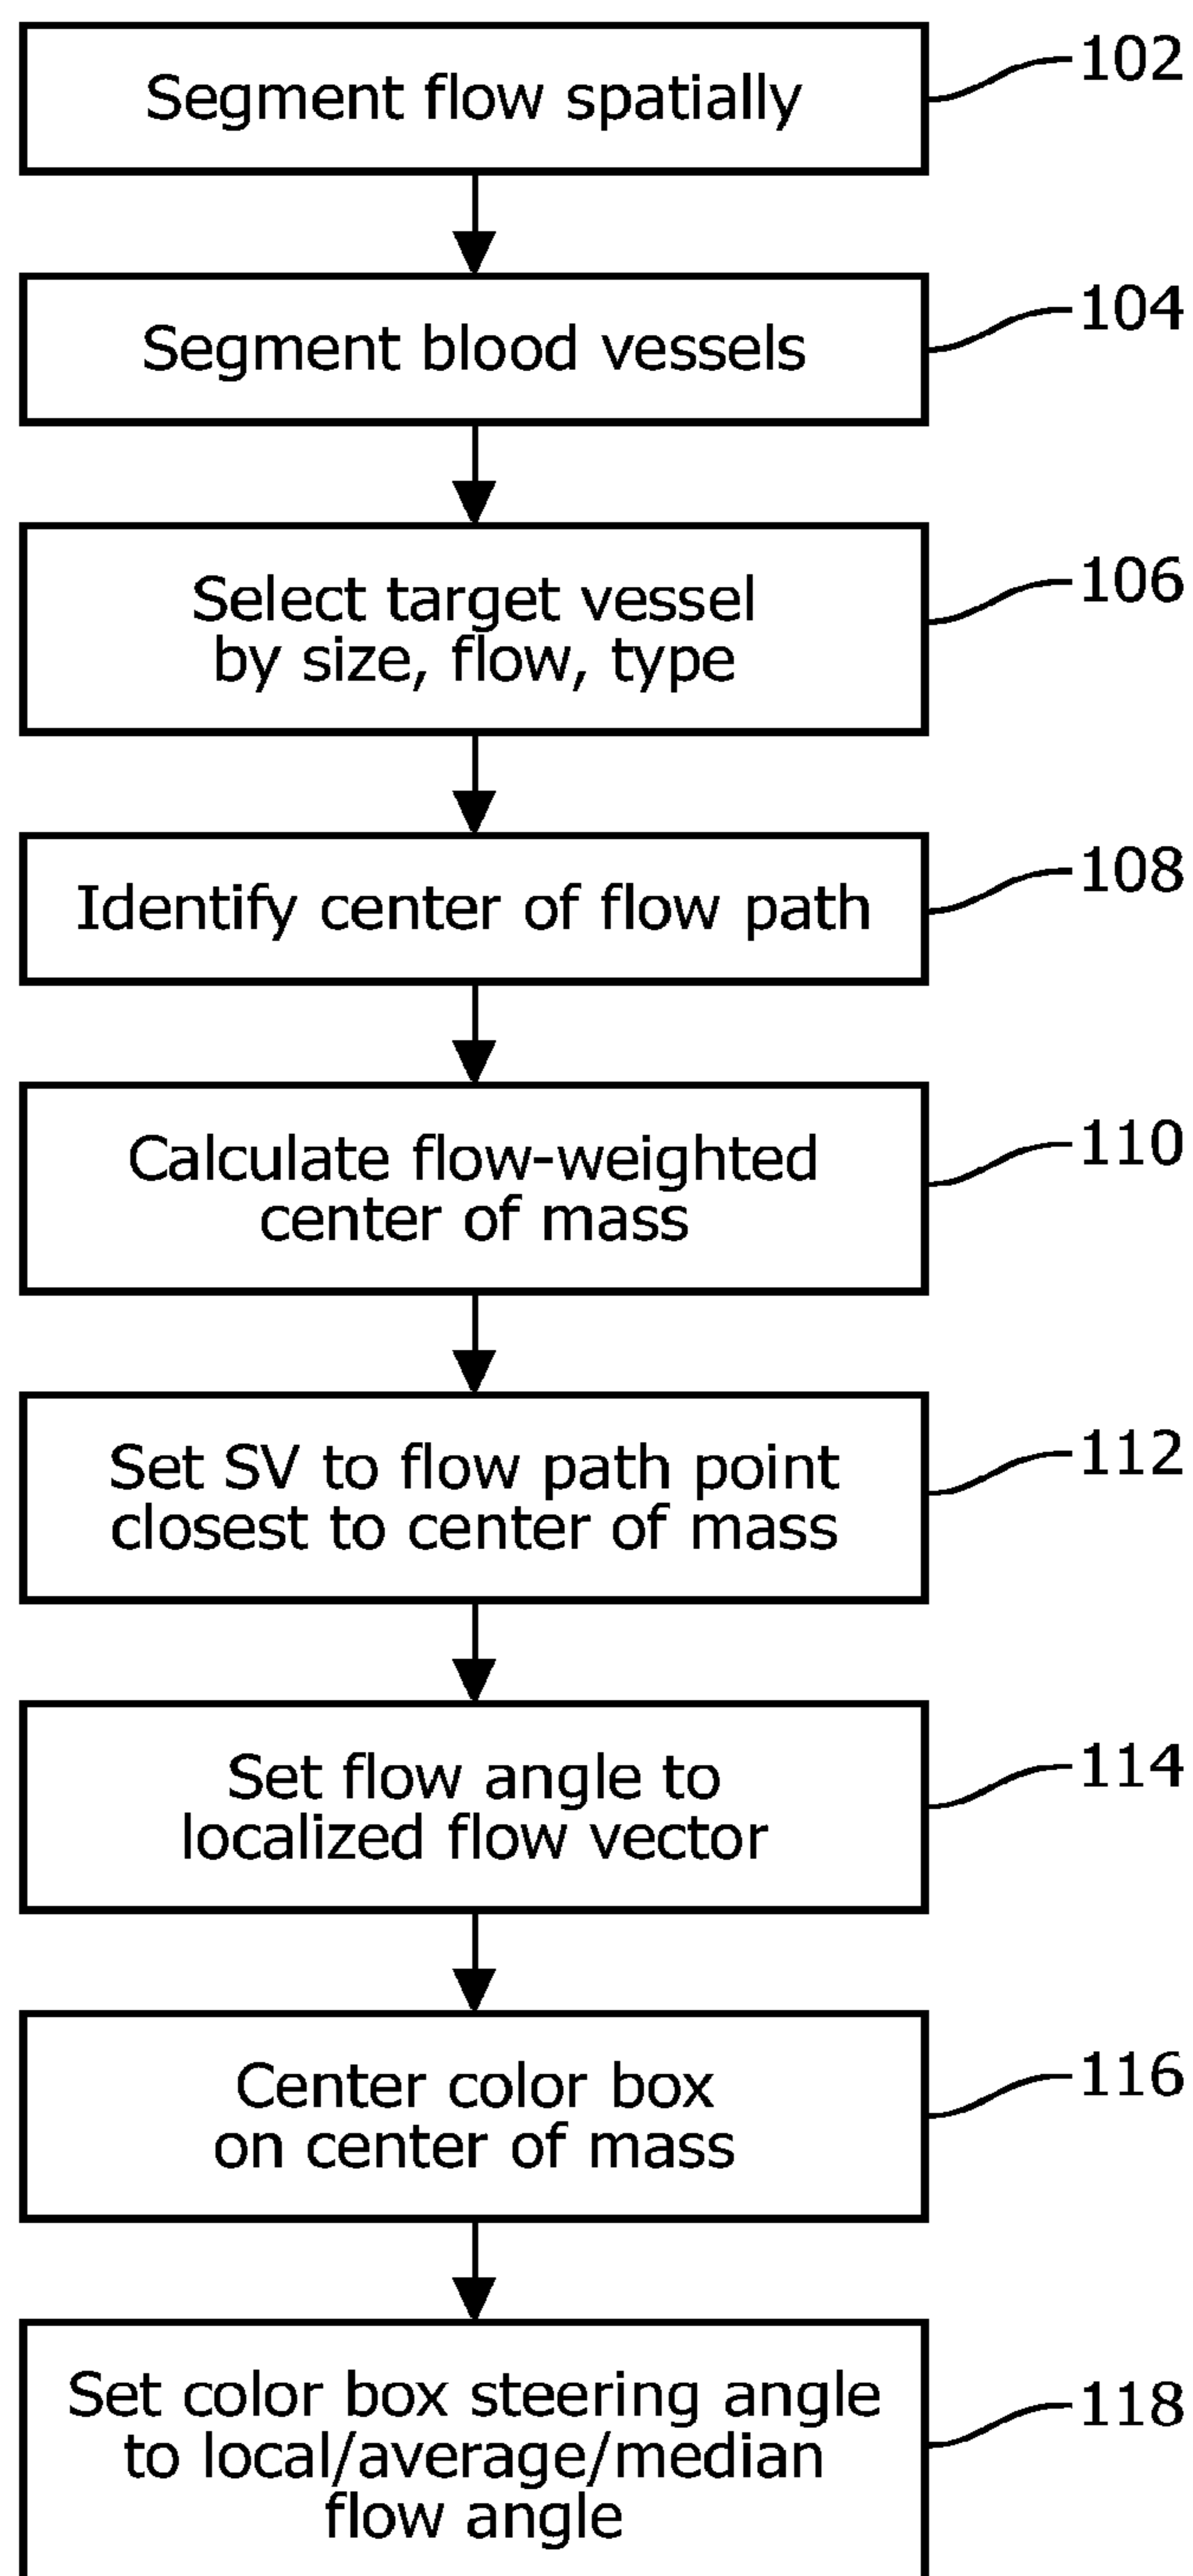 Segment flow spatially
102
Segment blood vessels
104
Select target vessel
by size, flow, type
106
Identify center of flow path
108
Calculate flow-weighted
center of mass
110
Set SV to flow path point
closest to center of mass
112
Set flow angle to
localized flow vector
114
Center color box
on center of mass
116
Set color box steering angle
to local/average/median
flow angle
118